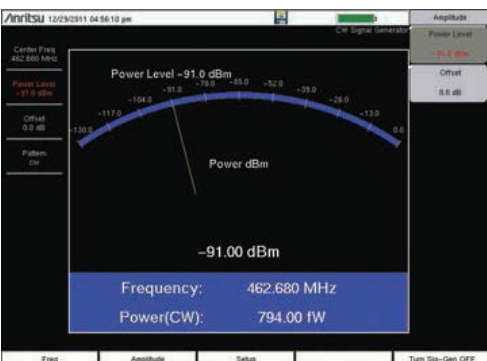 Anritsu 12/29/2011 04:56:10 pm
CW Signal Generator
Center Freq
462.680 MHz
Power Level
-91.0 dBm
Offset
0.0 dB
Pattern
CW
Power Level -91.0 dBm
-130.0
-117.0
-104.0
-91.0
-78.0
-65.0
-52.0
-39.0
-26.0
-13.0
0.0
Power dBm
-91.00 dBm
Frequency: 462.680 MHz
Power(CW): 794.00 fW
Amplitude
Power Level
-91.0 dBm
Offset
0.0 dB
Freq
Amplitude
Setup
Turn Sig-Gen OFF